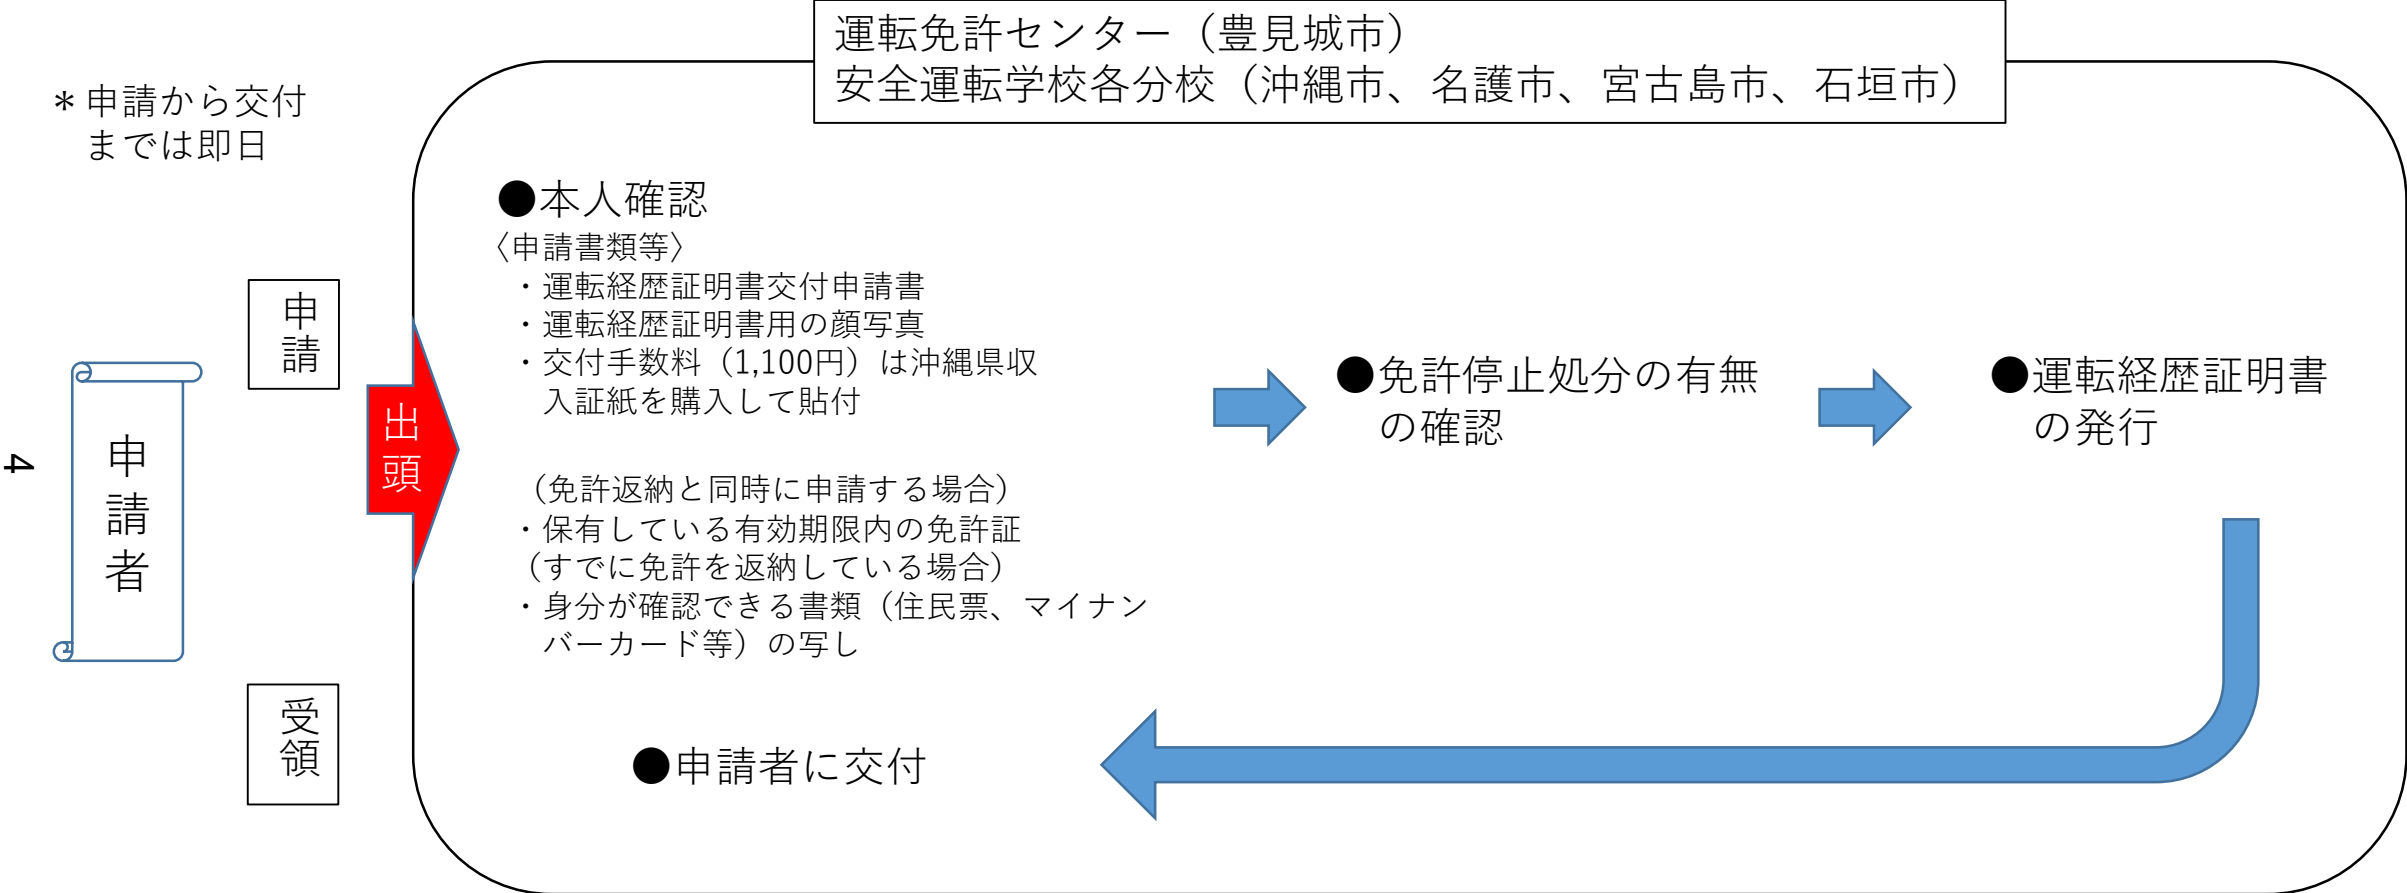 運転免許センター（豊見城市）
安全運転学校各分校（沖縄市、名護市、宮古島市、石垣市）
＊申請から交付
までは即日
●本人確認
〈申請書類等〉
・運転経歴証明書交付申請書
・運転経歴証明書用の顔写真
・交付手数料（1,100円）は沖縄県収
入証紙を購入して貼付
（免許返納と同時に申請する場合）
・保有している有効期限内の免許証
（すでに免許を返納している場合）
・身分が確認できる書類（住民票、マイナン
バーカード等）の写し
申請
出頭
申請者
4
受領
●免許停止処分の有無
の確認
●運転経歴証明書
の発行
●申請者に交付